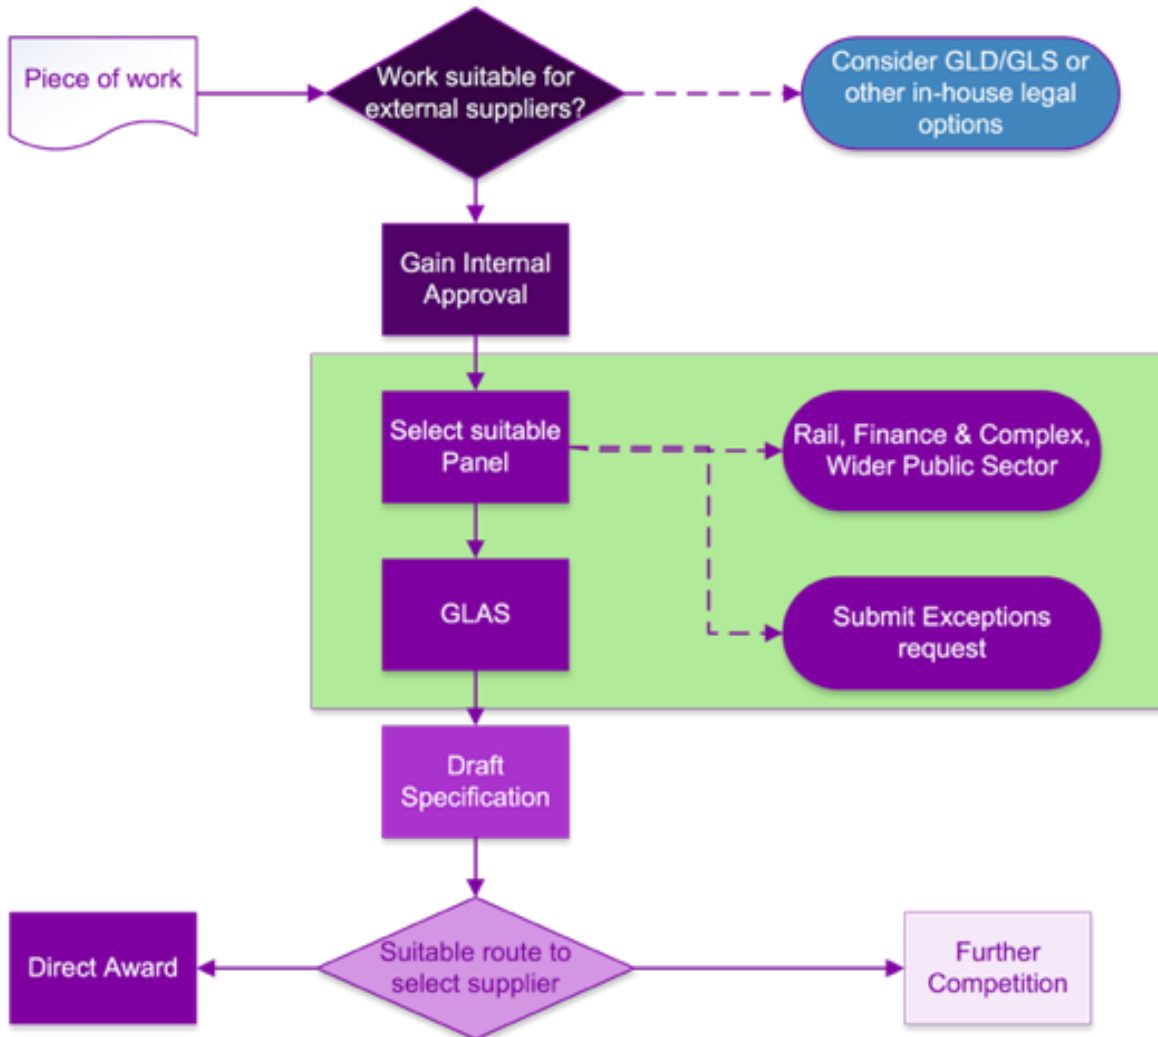 Piece of work
Work suitable for
external suppliers?
Consider GLD/GLS or
other in-house legal
options
Gain Internal
Approval
Select suitable
Panel
Rail, Finance & Complex,
Wider Public Sector
GLAS
Submit Exceptions
request
Draft
Specification
Direct Award
Suitable route to
select supplier
Further
Competition